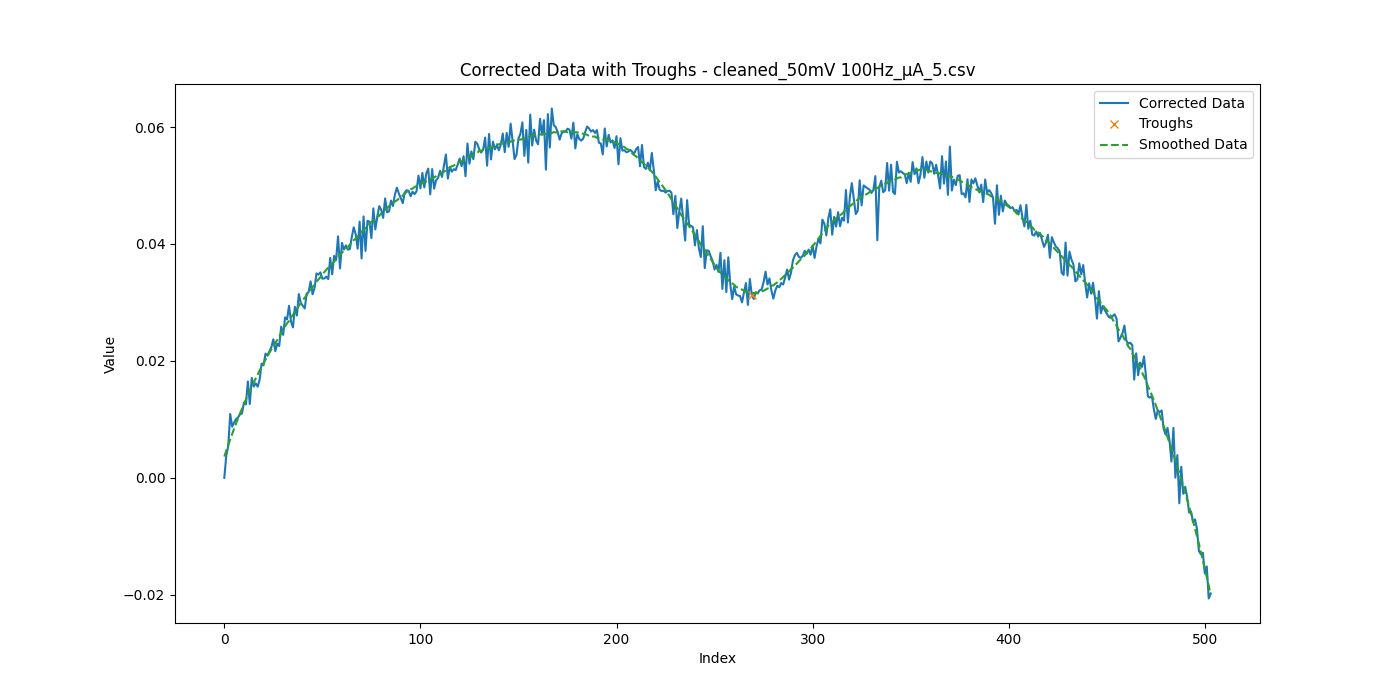 Corrected Data with Troughs - cleaned_50mV 100Hz_μA_5.csv
Corrected Data
Troughs
Smoothed Data
Value
0.06
0.04
0.02
0.00
−0.02
0
100
200
300
400
500
Index